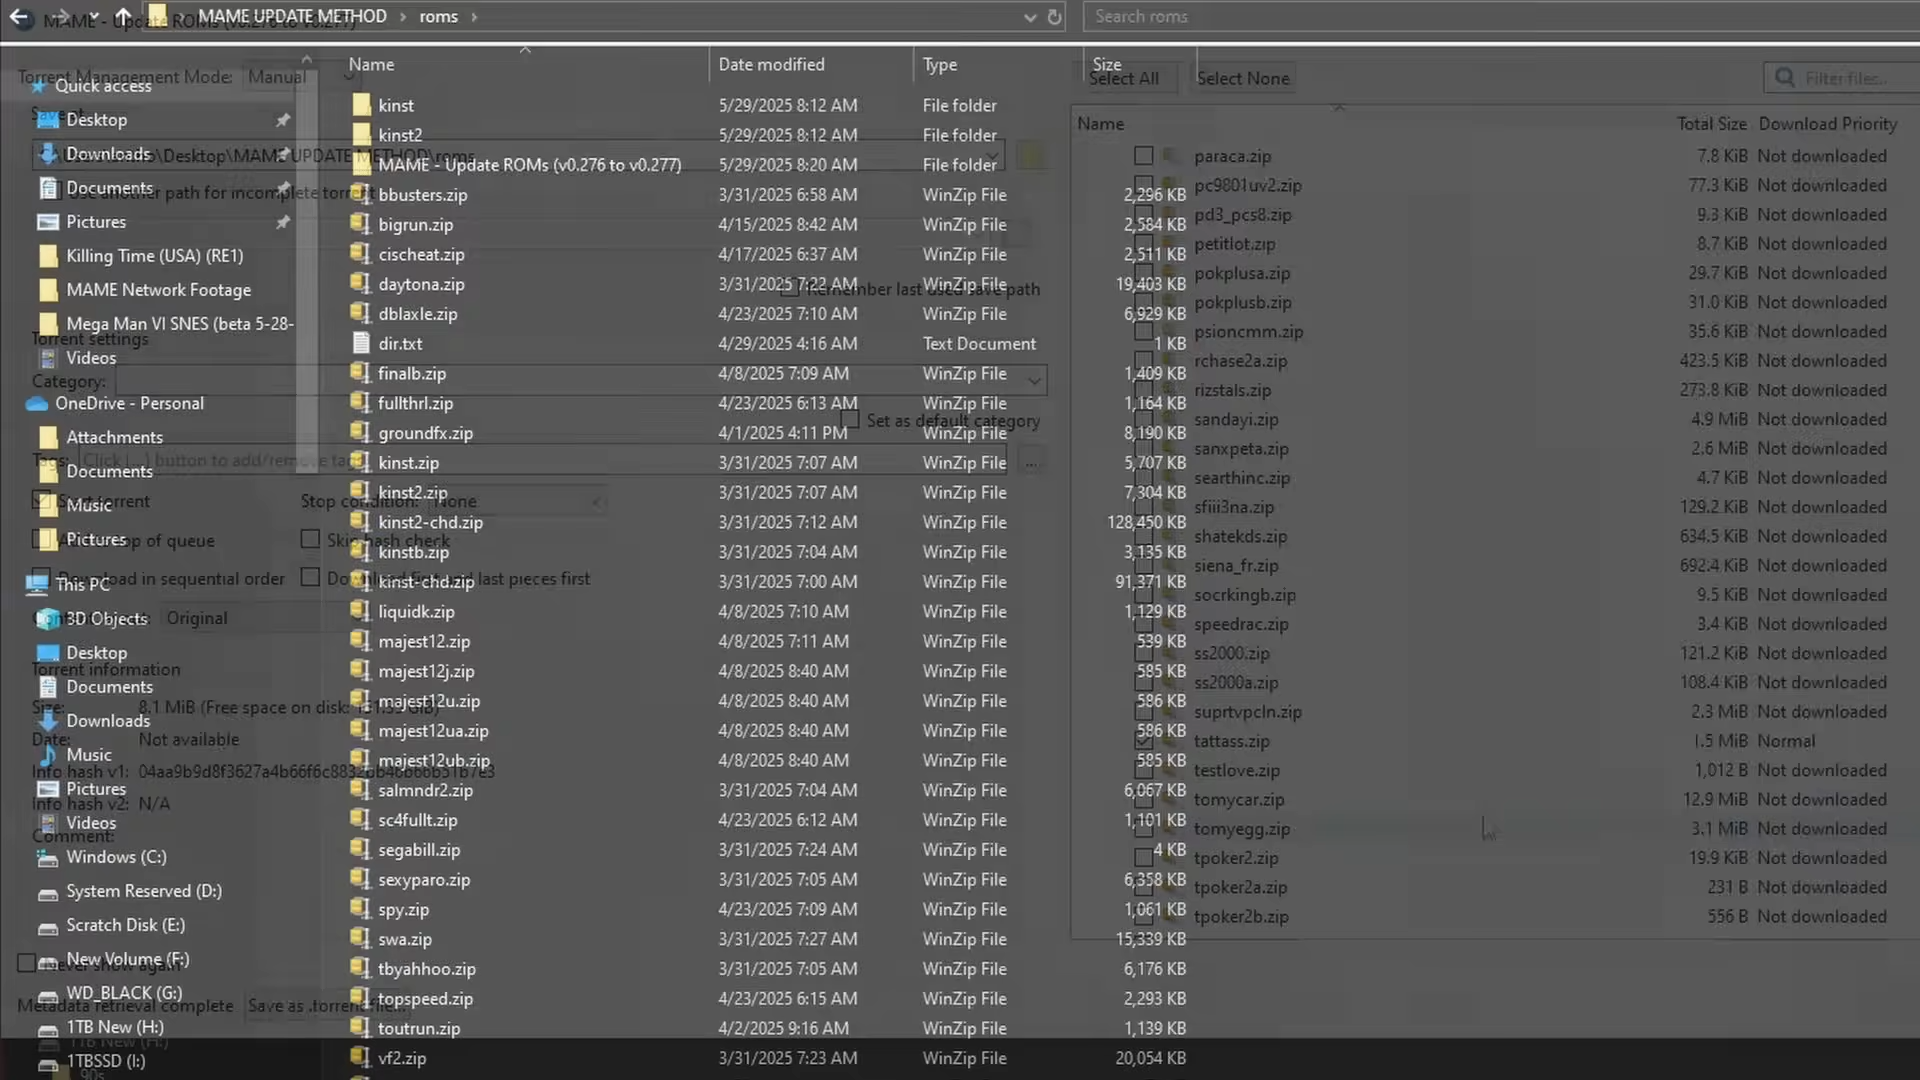 MAME UPDATE METHOD > roms >
Search roms
Name Date modified Type Size
Quick access
Desktop
Downloads
Documents
Pictures
Killing Time (USA) (RE1)
MAME Network Footage
Mega Man VI SNES (beta 5-28-
Videos
OneDrive - Personal
Attachments
Documents
Music
Pictures
This PC
3D Objects
Desktop
Documents
Downloads
Music
Pictures
Videos
Windows (C:)
System Reserved (D:)
Scratch Disk (E:)
New Volume (F:)
WD_BLACK (G:)
1TB New (H:)
1TBSSD (I:)
kinst 5/29/2025 8:12 AM File folder
kinst2 5/29/2025 8:12 AM File folder
MAME - Update ROMs (v0.276 to v0.277) 5/29/2025 8:20 AM File folder
bbusters.zip 3/31/2025 6:58 AM WinZip File 2,296 KB
bigrun.zip 4/15/2025 8:42 AM WinZip File 2,584 KB
cischeat.zip 4/17/2025 6:37 AM WinZip File 2,511 KB
daytona.zip 3/31/2025 7:22 AM WinZip File 19,403 KB
dblaxle.zip 4/23/2025 7:10 AM WinZip File 6,929 KB
dir.txt 4/29/2025 4:16 AM Text Document 1 KB
finalb.zip 4/8/2025 7:09 AM WinZip File 1,409 KB
fullthrl.zip 4/23/2025 6:13 AM WinZip File 1,164 KB
groundfx.zip 4/1/2025 4:11 PM WinZip File 8,190 KB
kinst.zip 3/31/2025 7:07 AM WinZip File 5,707 KB
kinst2.zip 3/31/2025 7:07 AM WinZip File 7,304 KB
kinst2-chd.zip 3/31/2025 7:12 AM WinZip File 128,450 KB
kinstb.zip 3/31/2025 7:04 AM WinZip File 3,135 KB
kinst-chd.zip 3/31/2025 7:00 AM WinZip File 91,371 KB
liquidk.zip 4/8/2025 7:10 AM WinZip File 1,129 KB
majest12.zip 4/8/2025 7:11 AM WinZip File 539 KB
majest12j.zip 4/8/2025 8:40 AM WinZip File 585 KB
majest12u.zip 4/8/2025 8:40 AM WinZip File 586 KB
majest12ua.zip 4/8/2025 8:40 AM WinZip File 586 KB
majest12ub.zip 4/8/2025 8:40 AM WinZip File 585 KB
salmndr2.zip 3/31/2025 7:04 AM WinZip File 6,067 KB
sc4fullt.zip 4/23/2025 6:12 AM WinZip File 1,101 KB
segabill.zip 3/31/2025 7:24 AM WinZip File 4 KB
sexyparo.zip 3/31/2025 7:05 AM WinZip File 6,358 KB
spy.zip 4/23/2025 7:09 AM WinZip File 1,061 KB
swa.zip 3/31/2025 7:27 AM WinZip File 15,339 KB
tbyahhoo.zip 3/31/2025 7:05 AM WinZip File 6,176 KB
topspeed.zip 4/23/2025 6:15 AM WinZip File 2,293 KB
toutrun.zip 4/2/2025 9:16 AM WinZip File 1,139 KB
vf2.zip 3/31/2025 7:23 AM WinZip File 20,054 KB
MAME - Update ROMs (v0.276 to v0.277)
Torrent Management Mode: Manual
\Desktop\MAME UPDATE METHOD\roms
Use another path for incomplete torrent
Remember last used save path
Torrent settings
Category:
Set as default category
Tags: Click [...] button to add/remove tags
...
Start torrent Stop condition: None
top of queue Skip hash check
Download in sequential order Download first and last pieces first
Original
Torrent information
Size: 8.1 MiB (Free space on disk:
Date: Not available
Info hash v1:
Info hash v2: N/A
Comment:
Never show again
Metadata retrieval complete Save as .torrent file...
1TB New (H:)
90s
Select All Select None Filter files...
Name Total Size Download Priority
paraca.zip 7.8 KiB Not downloaded
pc9801uv2.zip 77.3 KiB Not downloaded
pd3_pcs8.zip 9.3 KiB Not downloaded
petitlot.zip 8.7 KiB Not downloaded
pokplusa.zip 29.7 KiB Not downloaded
pokplusb.zip 31.0 KiB Not downloaded
psioncmm.zip 35.6 KiB Not downloaded
rchase2a.zip 423.5 KiB Not downloaded
rizstals.zip 273.8 KiB Not downloaded
sandayi.zip 4.9 MiB Not downloaded
sanxpeta.zip 2.6 MiB Not downloaded
searthinc.zip 4.7 KiB Not downloaded
sfiii3na.zip 129.2 KiB Not downloaded
shatekds.zip 634.5 KiB Not downloaded
siena_fr.zip 692.4 KiB Not downloaded
socrkingb.zip 9.5 KiB Not downloaded
speedrac.zip 3.4 KiB Not downloaded
ss2000.zip 121.2 KiB Not downloaded
ss2000a.zip 108.4 KiB Not downloaded
suprtvpcln.zip 2.3 MiB Not downloaded
tattass.zip 1.5 MiB Normal
testlove.zip 1,012 B Not downloaded
tomycar.zip 12.9 MiB Not downloaded
tomyegg.zip 3.1 MiB Not downloaded
tpoker2.zip 19.9 KiB Not downloaded
tpoker2a.zip 231 B Not downloaded
tpoker2b.zip 556 B Not downloaded